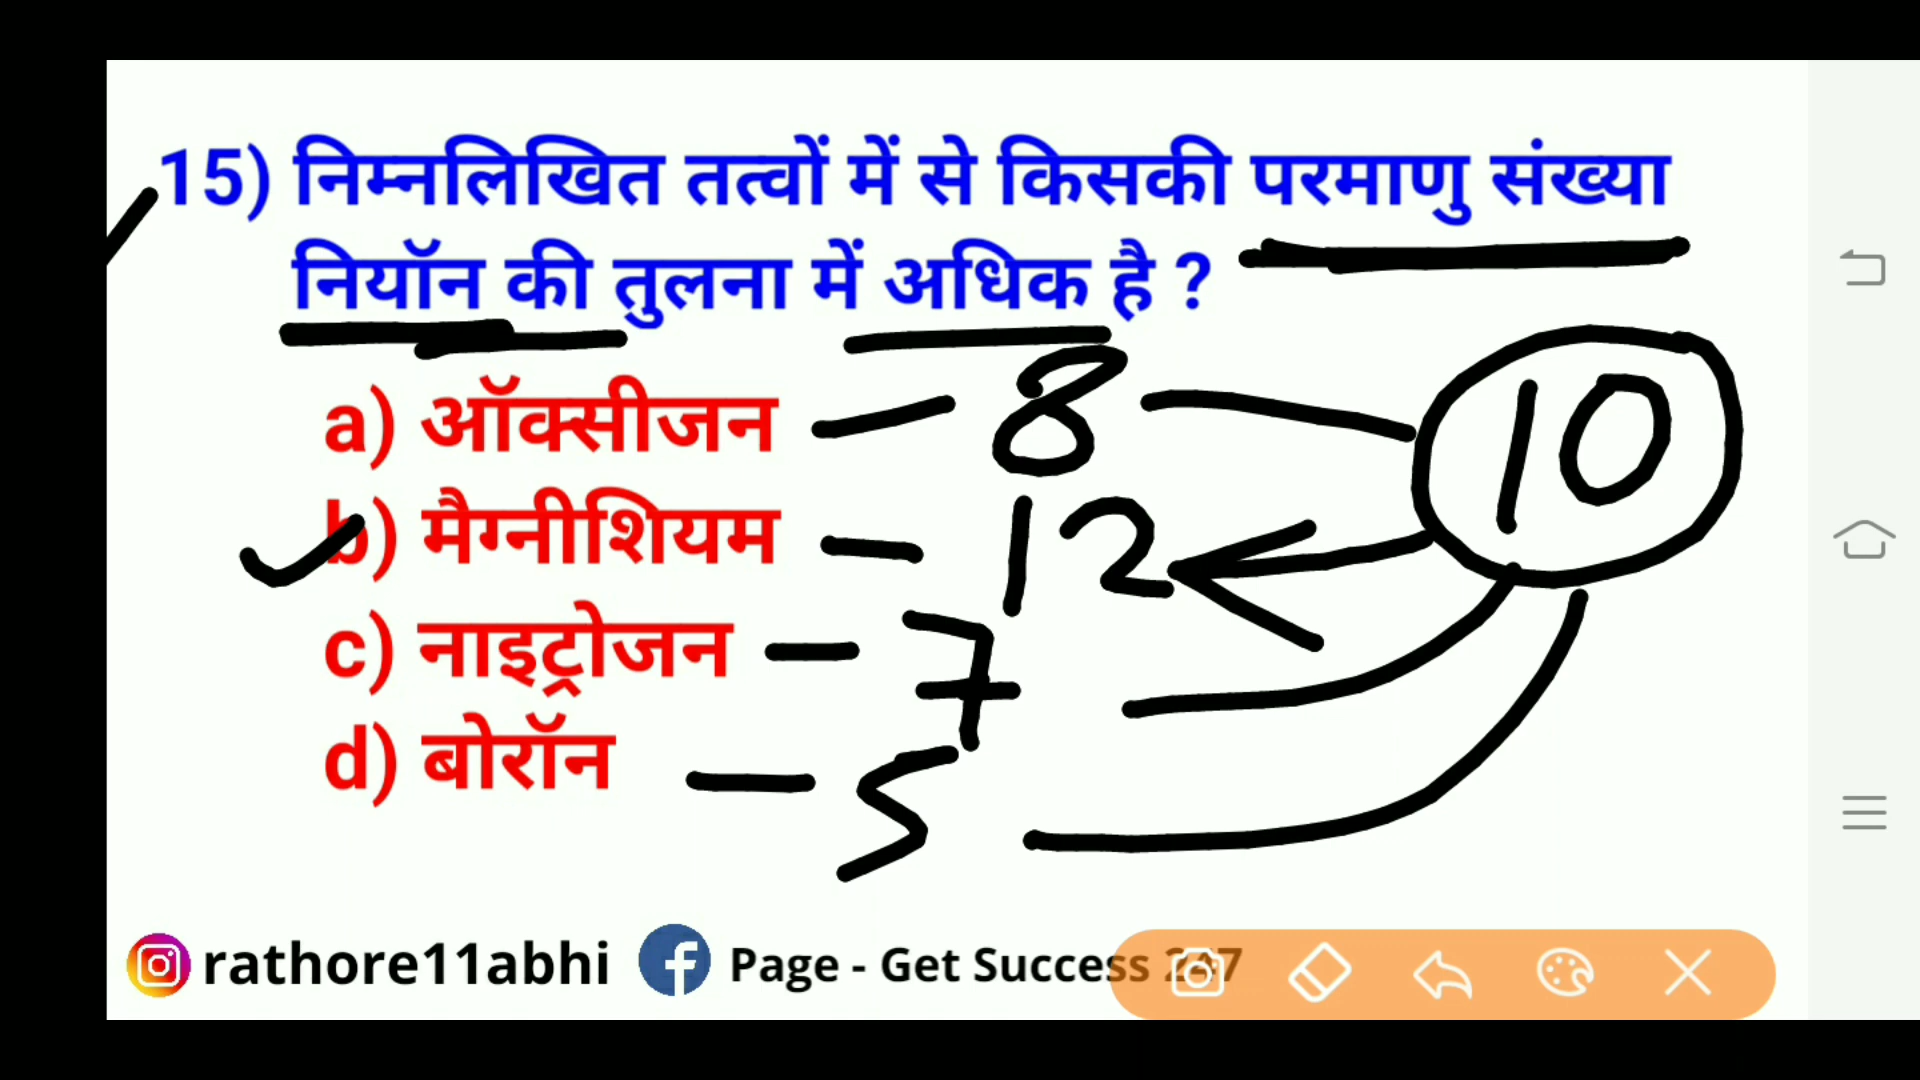 15) निम्नलिखित तत्वों में से किसकी परमाणु संख्या
नियॉन की तुलना में अधिक है ?
a) ऑक्सीजन — 8
10
b) मैग्नीशियम — 12
c) नाइट्रोजन — 7
d) बोरॉन — 5
rathore11abhi Page - Get Success 247